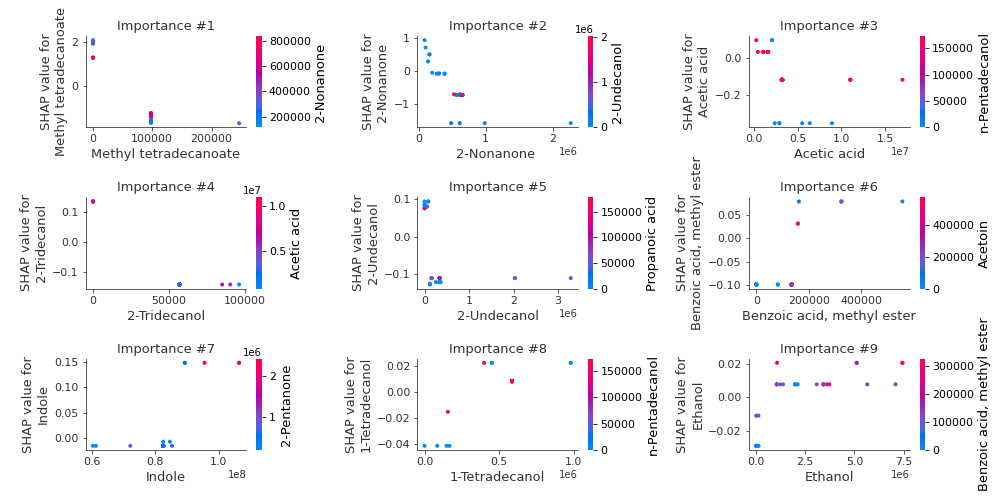 Importance #1
SHAP value for
Methyl tetradecanoate
2
0
0
100000
200000
Methyl tetradecanoate
800000
600000
400000
200000
2-Nonanone
Importance #2
SHAP value for
2-Nonanone
1
0
−1
0
1
2
1e6
2-Nonanone
1e6
2
1
0
2-Undecanol
Importance #3
SHAP value for
Acetic acid
0.0
−0.2
0.0
0.5
1.0
1.5
1e7
Acetic acid
150000
100000
50000
0
n-Pentadecanol
Importance #4
SHAP value for
2-Tridecanol
0.1
0.0
−0.1
0
50000
100000
2-Tridecanol
1e7
1.0
0.5
Acetic acid
Importance #5
SHAP value for
2-Undecanol
0.1
0.0
−0.1
0
1
2
3
1e6
2-Undecanol
150000
100000
50000
0
Propanoic acid
Importance #6
SHAP value for
Benzoic acid, methyl ester
0.05
0.00
−0.05
−0.10
0
200000
400000
Benzoic acid, methyl ester
400000
200000
0
Acetoin
Importance #7
SHAP value for
Indole
0.15
0.10
0.05
0.00
0.6
0.8
1.0
1e8
Indole
1e6
2
1
2-Pentanone
Importance #8
SHAP value for
1-Tetradecanol
0.02
0.00
−0.02
−0.04
0.0
0.5
1.0
1e6
1-Tetradecanol
150000
100000
50000
0
n-Pentadecanol
Importance #9
SHAP value for
Ethanol
0.02
0.00
−0.02
0.0
2.5
5.0
7.5
1e6
Ethanol
300000
200000
100000
0
Benzoic acid, methyl ester